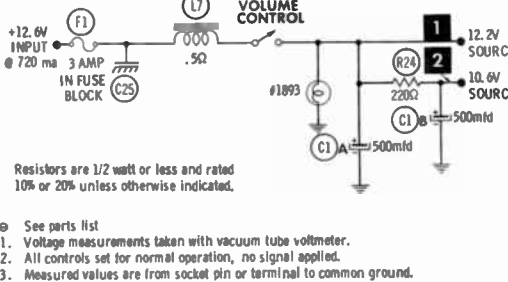 L7
VOLUME
CONTROL
F1
+12.6V
INPUT
@ 720 ma
3 AMP
IN FUSE
BLOCK
C25
.5Ω
1
12.2V
SOURC
2
R24
10.6V
SOURC
#1893
220Ω
C1 B
500mfd
C1 A
500mfd
Resistors are 1/2 watt or less and rated
10% or 20% unless otherwise indicated.
See parts list
1. Voltage measurements taken with vacuum tube voltmeter.
2. All controls set for normal operation, no signal applied.
3. Measured values are from socket pin or terminal to common ground.